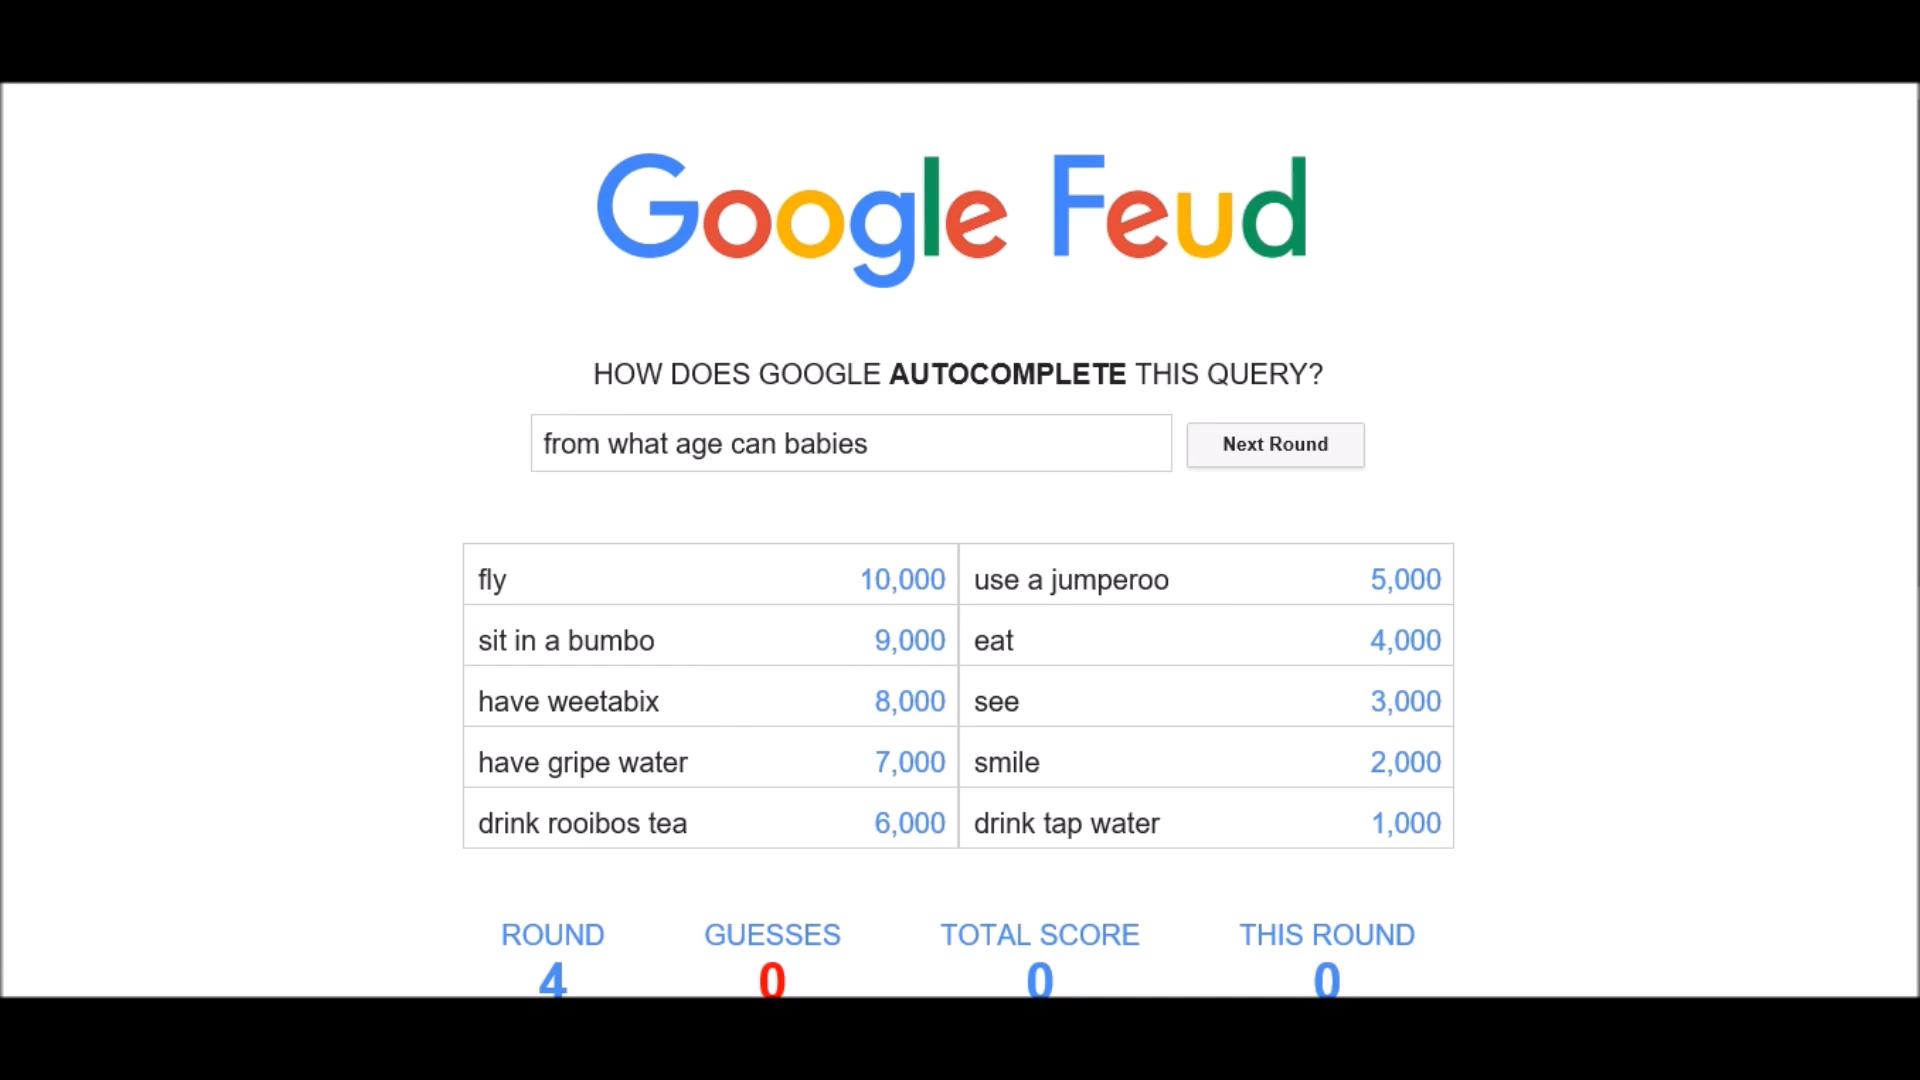 Google Feud
HOW DOES GOOGLE AUTOCOMPLETE THIS QUERY?
from what age can babies
Next Round
fly 10,000 use a jumperoo 5,000
sit in a bumbo 9,000 eat 4,000
have weetabix 8,000 see 3,000
have gripe water 7,000 smile 2,000
drink rooibos tea 6,000 drink tap water 1,000
ROUND GUESSES TOTAL SCORE THIS ROUND
4 0 0 0